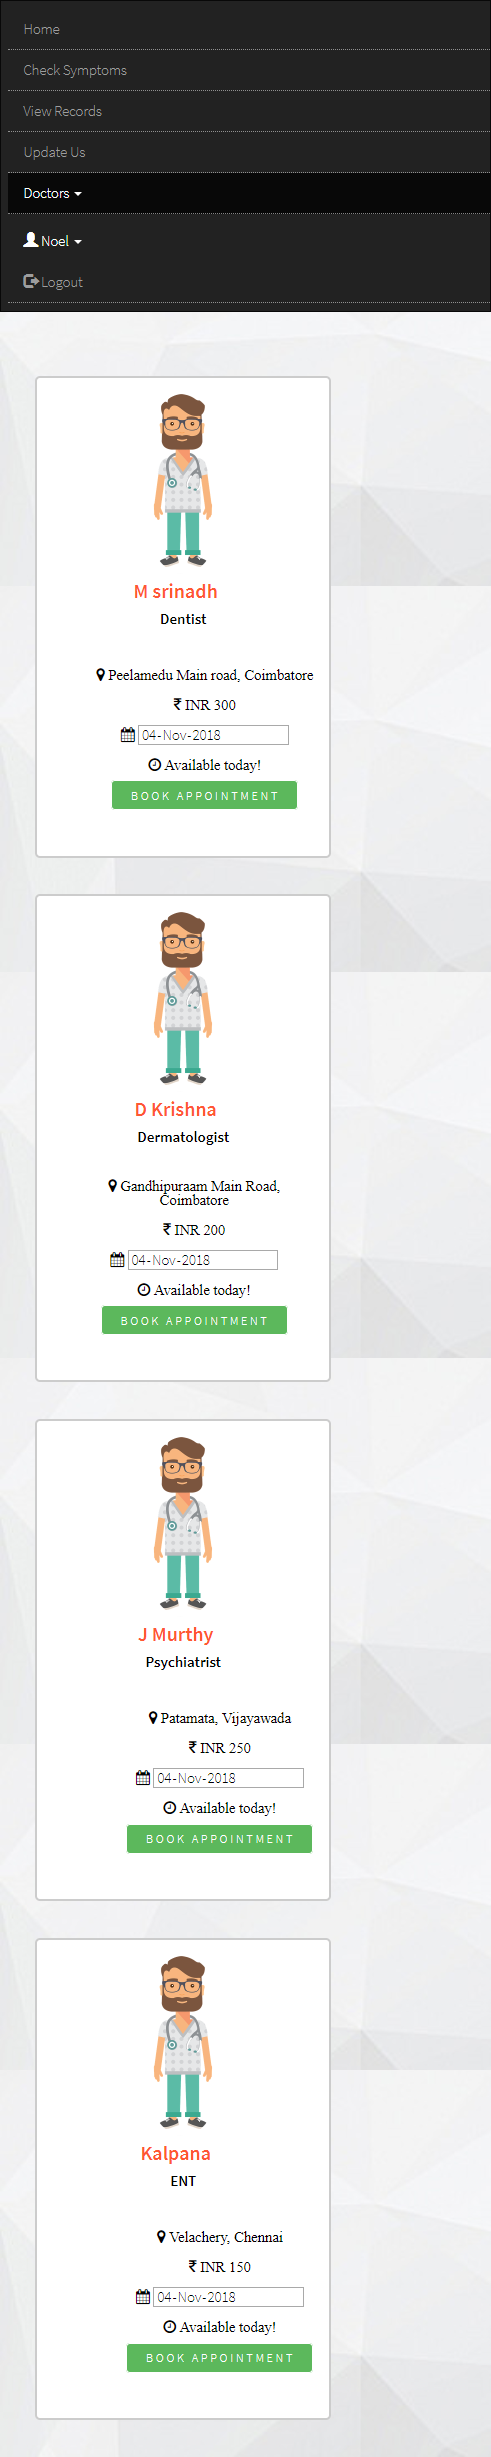 Home
Check Symptoms
View Records
Update Us
Doctors
Noel
Logout
M srinadh
Dentist
Peelamedu Main road, Coimbatore
₹ INR 300
04-Nov-2018
Available today!
BOOK APPOINTMENT
D Krishna
Dermatologist
Gandhipuraam Main Road,
Coimbatore
₹ INR 200
04-Nov-2018
Available today!
BOOK APPOINTMENT
J Murthy
Psychiatrist
Patamata, Vijayawada
₹ INR 250
04-Nov-2018
Available today!
BOOK APPOINTMENT
Kalpana
ENT
Velachery, Chennai
₹ INR 150
04-Nov-2018
Available today!
BOOK APPOINTMENT